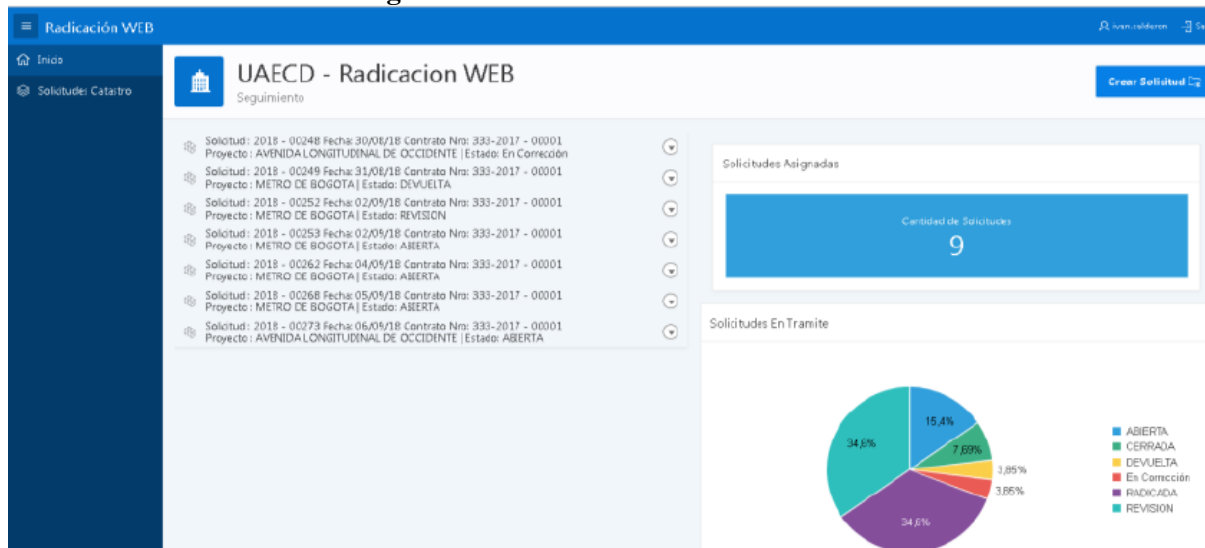 Radicación WEB
ivan.calderon
Inicio
Solicitudes Catastro
UAECD - Radicacion WEB
Seguimiento
Crear Solicitud
Solicitud: 2018 - 00248 Fecha: 30/08/18 Contrato Nro: 333-2017 - 00001
Proyecto : AVENIDA LONGITUDINAL DE OCCIDENTE | Estado: En Corrección
Solicitud: 2018 - 00249 Fecha: 31/08/18 Contrato Nro: 333-2017 - 00001
Proyecto : METRO DE BOGOTA | Estado: DEVUELTA
Solicitud: 2018 - 00252 Fecha: 02/09/18 Contrato Nro: 333-2017 - 00001
Proyecto : METRO DE BOGOTA | Estado: REVISION
Solicitud: 2018 - 00253 Fecha: 02/09/18 Contrato Nro: 333-2017 - 00001
Proyecto : METRO DE BOGOTA | Estado: ABIERTA
Solicitud: 2018 - 00262 Fecha: 04/09/18 Contrato Nro: 333-2017 - 00001
Proyecto : METRO DE BOGOTA | Estado: ABIERTA
Solicitud: 2018 - 00268 Fecha: 05/09/18 Contrato Nro: 333-2017 - 00001
Proyecto : METRO DE BOGOTA | Estado: ABIERTA
Solicitud: 2018 - 00273 Fecha: 06/09/18 Contrato Nro: 333-2017 - 00001
Proyecto : AVENIDA LONGITUDINAL DE OCCIDENTE | Estado: ABIERTA
Solicitudes Asignadas
Cantidad de Solicitudes
9
Solicitudes En Tramite
15,4%
34,6%
7,69%
3,85%
3,85%
34,6%
ABIERTA
CERRADA
DEVUELTA
En Corrección
RADICADA
REVISION